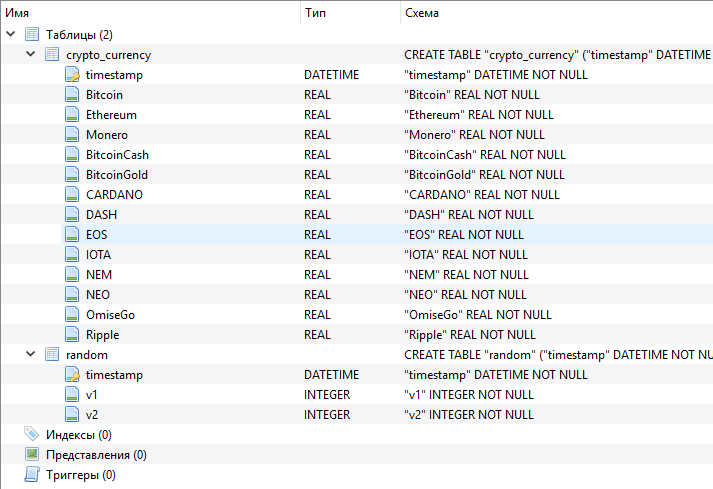 Имя Тип Схема
Таблицы (2)
crypto_currency CREATE TABLE "crypto_currency" ("timestamp" DATETIME
timestamp DATETIME "timestamp" DATETIME NOT NULL
Bitcoin REAL "Bitcoin" REAL NOT NULL
Ethereum REAL "Ethereum" REAL NOT NULL
Monero REAL "Monero" REAL NOT NULL
BitcoinCash REAL "BitcoinCash" REAL NOT NULL
BitcoinGold REAL "BitcoinGold" REAL NOT NULL
CARDANO REAL "CARDANO" REAL NOT NULL
DASH REAL "DASH" REAL NOT NULL
EOS REAL "EOS" REAL NOT NULL
IOTA REAL "IOTA" REAL NOT NULL
NEM REAL "NEM" REAL NOT NULL
NEO REAL "NEO" REAL NOT NULL
OmiseGo REAL "OmiseGo" REAL NOT NULL
Ripple REAL "Ripple" REAL NOT NULL
random CREATE TABLE "random" ("timestamp" DATETIME NOT NU
timestamp DATETIME "timestamp" DATETIME NOT NULL
v1 INTEGER "v1" INTEGER NOT NULL
v2 INTEGER "v2" INTEGER NOT NULL
Индексы (0)
Представления (0)
Триггеры (0)